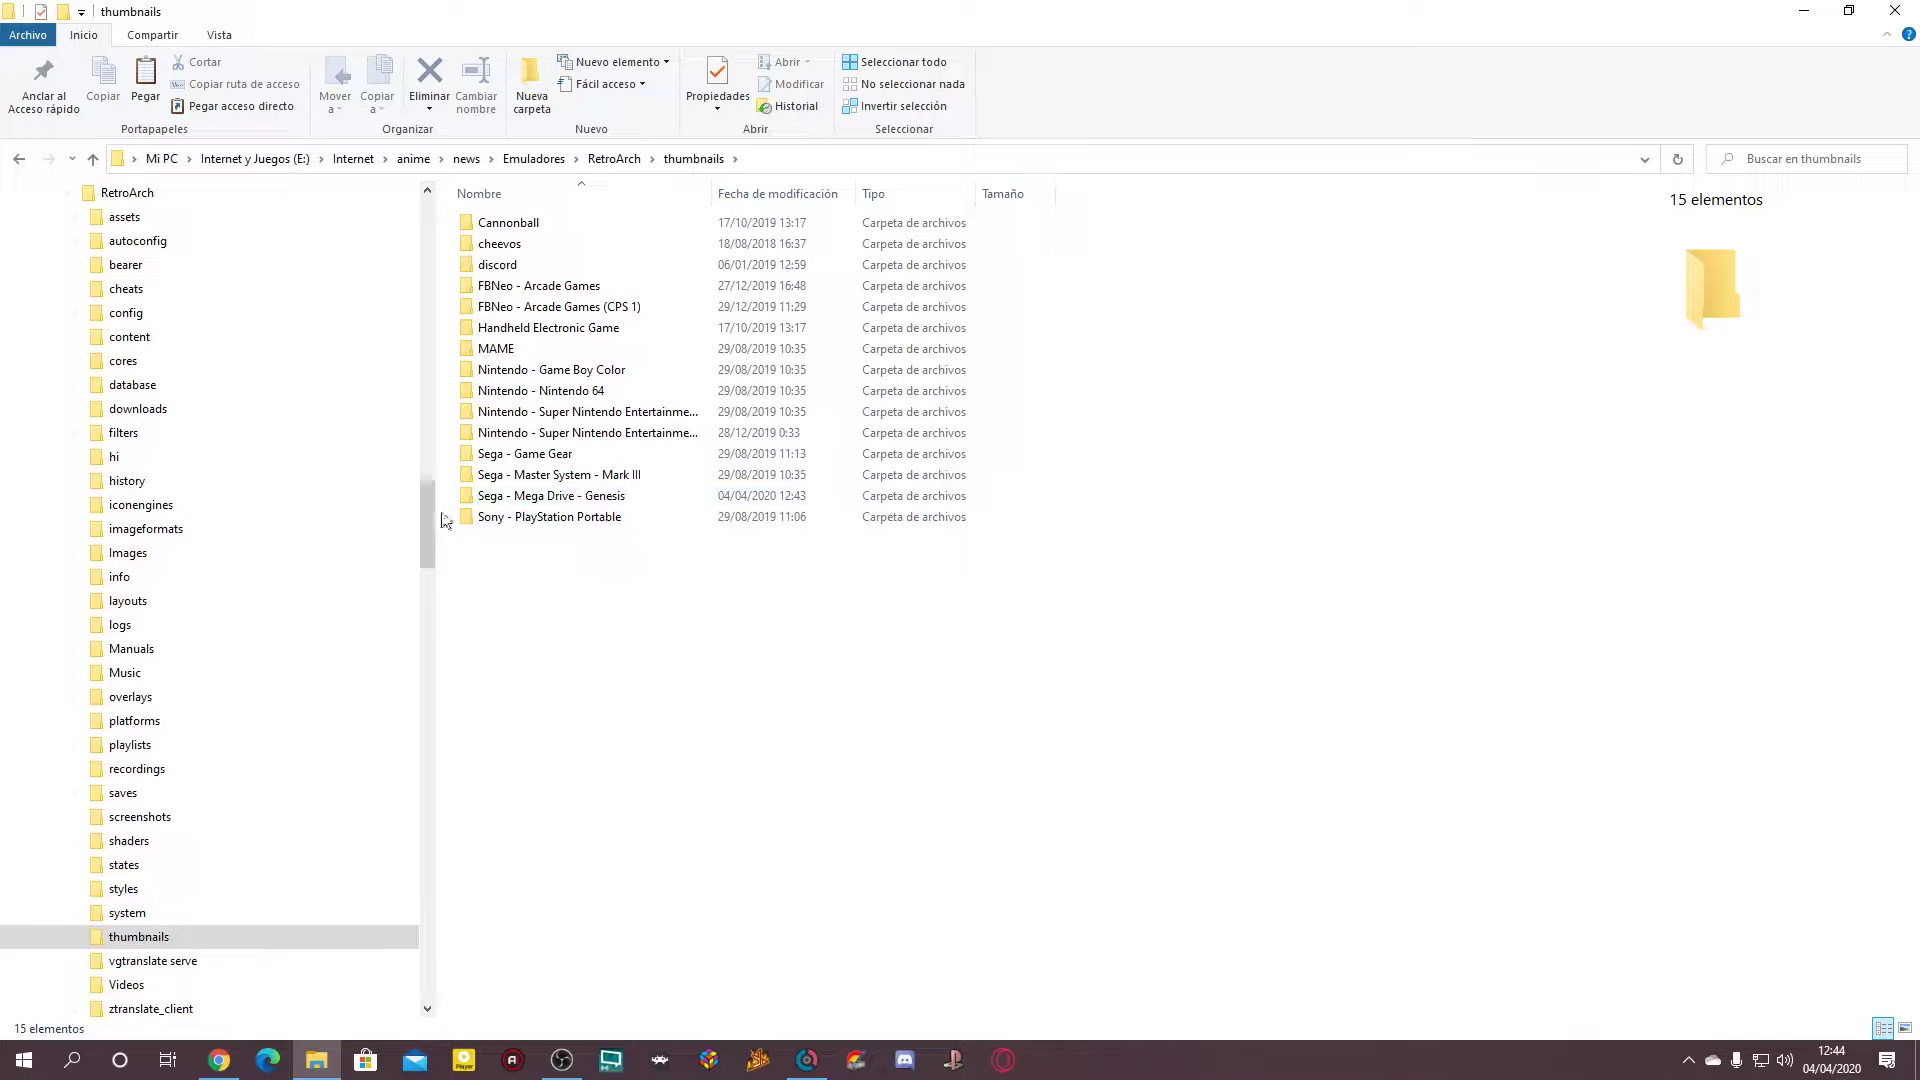 thumbnails
Archivo Inicio Compartir Vista
Anclar al Acceso rápido
Copiar
Pegar
Cortar
Copiar ruta de acceso
Pegar acceso directo
Portapapeles
Mover a
Copiar a
Eliminar
Cambiar nombre
Organizar
Nueva carpeta
Nuevo elemento
Fácil acceso
Nuevo
Propiedades
Abrir
Modificar
Historial
Abrir
Seleccionar todo
No seleccionar nada
Invertir selección
Seleccionar
Mi PC > Internet y Juegos (E:) > Internet > anime > news > Emuladores > RetroArch > thumbnails >
Buscar en thumbnails
RetroArch
assets
autoconfig
bearer
cheats
config
content
cores
database
downloads
filters
hi
history
iconengines
imageformats
Images
info
layouts
logs
Manuals
Music
overlays
platforms
playlists
recordings
saves
screenshots
shaders
states
styles
system
thumbnails
vgtranslate serve
Videos
ztranslate_client
Nombre Fecha de modificación Tipo Tamaño
Cannonball 17/10/2019 13:17 Carpeta de archivos
cheevos 18/08/2018 16:37 Carpeta de archivos
discord 06/01/2019 12:59 Carpeta de archivos
FBNeo - Arcade Games 27/12/2019 16:48 Carpeta de archivos
FBNeo - Arcade Games (CPS 1) 29/12/2019 11:29 Carpeta de archivos
Handheld Electronic Game 17/10/2019 13:17 Carpeta de archivos
MAME 29/08/2019 10:35 Carpeta de archivos
Nintendo - Game Boy Color 29/08/2019 10:35 Carpeta de archivos
Nintendo - Nintendo 64 29/08/2019 10:35 Carpeta de archivos
Nintendo - Super Nintendo Entertainme... 29/08/2019 10:35 Carpeta de archivos
Nintendo - Super Nintendo Entertainme... 28/12/2019 0:33 Carpeta de archivos
Sega - Game Gear 29/08/2019 11:13 Carpeta de archivos
Sega - Master System - Mark III 29/08/2019 10:35 Carpeta de archivos
Sega - Mega Drive - Genesis 04/04/2020 12:43 Carpeta de archivos
Sony - PlayStation Portable 29/08/2019 11:06 Carpeta de archivos
15 elementos
15 elementos
Player
12:44
04/04/2020